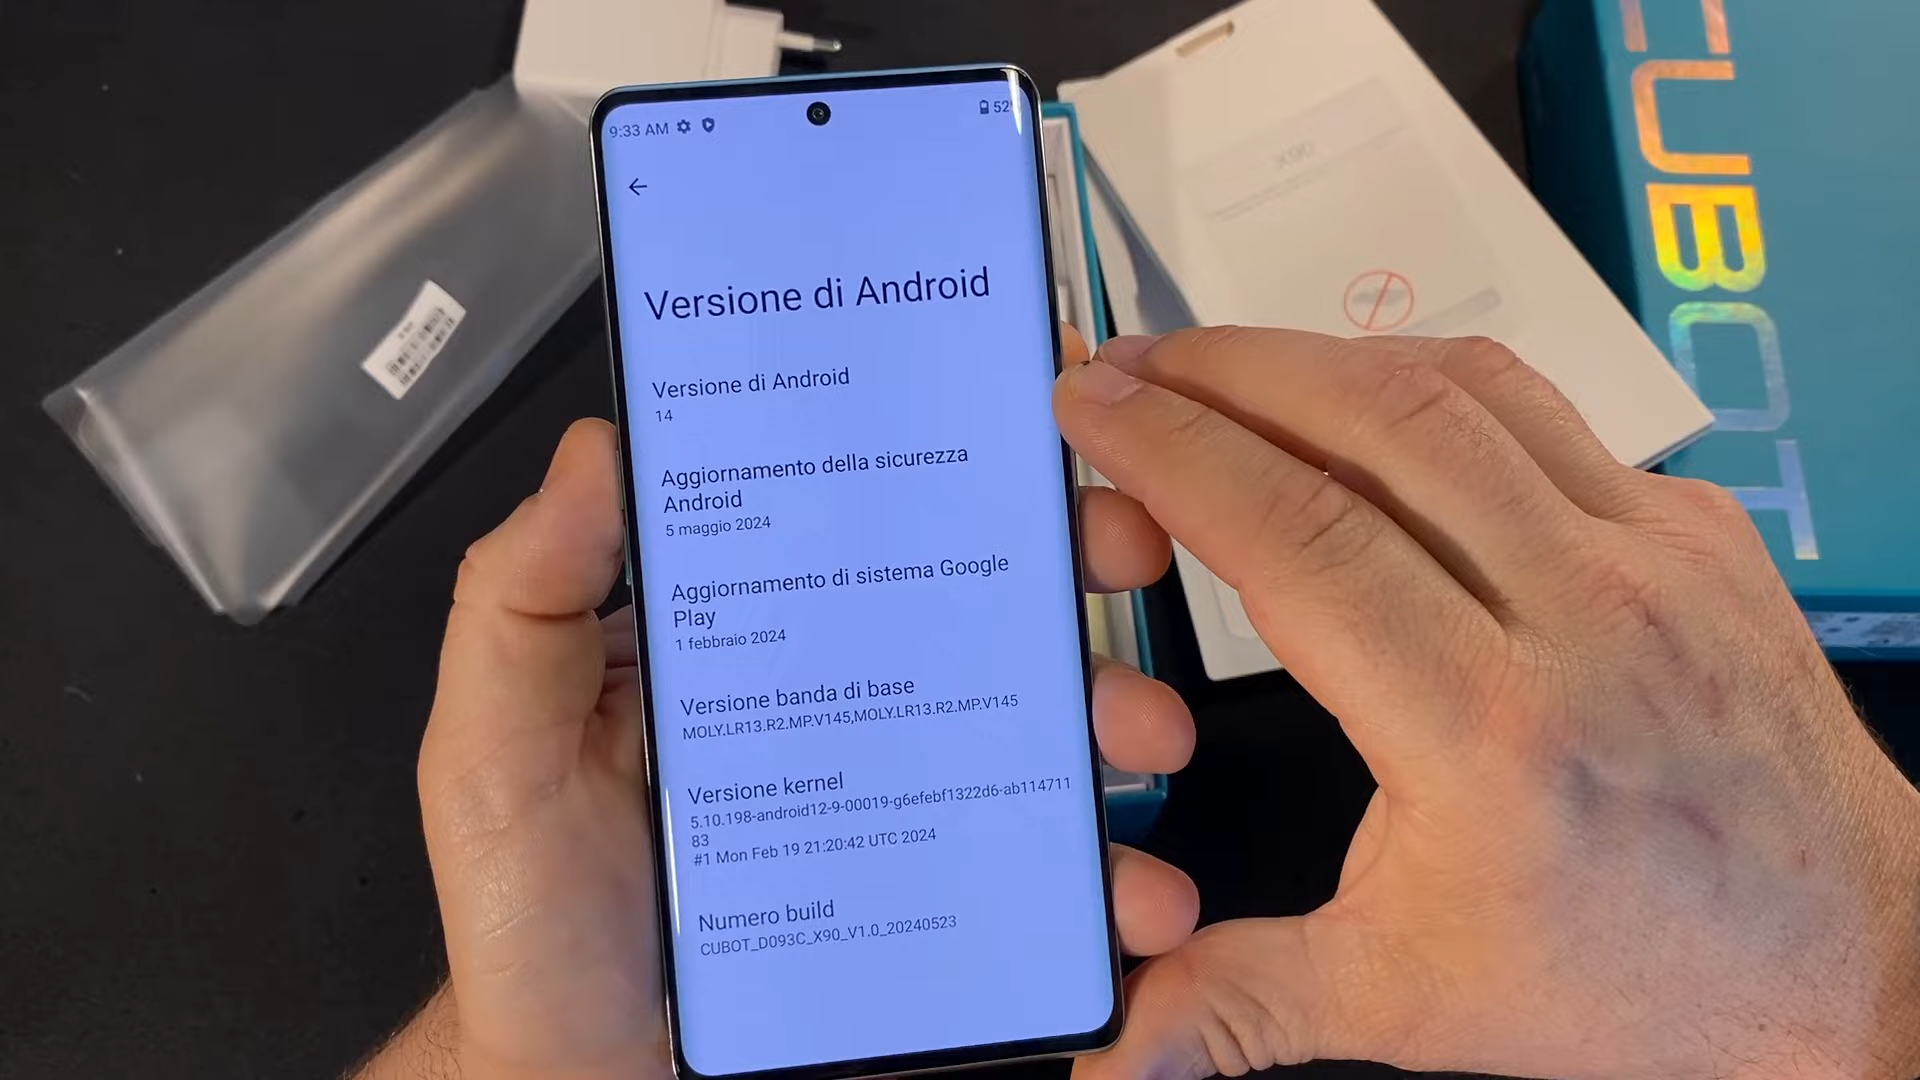 9:33 AM
52
Versione di Android
Versione di Android
14
Aggiornamento della sicurezza
Android
5 maggio 2024
Aggiornamento di sistema Google
Play
1 febbraio 2024
Versione banda di base
MOLY.LR13.R2.MP.V145,MOLY.LR13.R2.MP.V145
Versione kernel
5.10.198-android12-9-00019-g6efebf1322d6-ab114711
83
#1 Mon Feb 19 21:20:42 UTC 2024
Numero build
CUBOT_D093C_X90_V1.0_20240523
X90
CUBOT